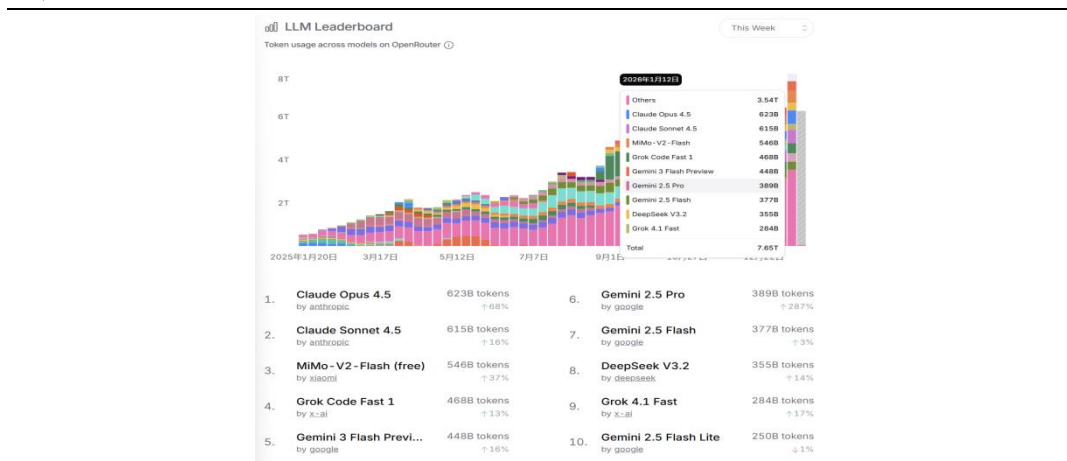 LLM Leaderboard
This Week
Token usage across models on OpenRouter
8T
6T
4T
2T
2026年1月12日
Others 3.54T
Claude Opus 4.5 623B
Claude Sonnet 4.5 615B
MiMo-V2-Flash 546B
Grok Code Fast 1 468B
Gemini 3 Flash Preview 448B
Gemini 2.5 Pro 389B
Gemini 2.5 Flash 377B
DeepSeek V3.2 355B
Grok 4.1 Fast 284B
Total 7.65T
2025年1月20日 3月17日 5月12日 7月7日
1. Claude Opus 4.5 623B tokens
by anthropic ↑68%
2. Claude Sonnet 4.5 615B tokens
by anthropic ↑16%
3. MiMo-V2-Flash (free) 546B tokens
by xiaomi ↑37%
4. Grok Code Fast 1 468B tokens
by x-ai ↑13%
5. Gemini 3 Flash Previ... 448B tokens
by google ↑16%
6. Gemini 2.5 Pro 389B tokens
by google ↑287%
7. Gemini 2.5 Flash 377B tokens
by google ↑3%
8. DeepSeek V3.2 355B tokens
by deepseek ↑14%
9. Grok 4.1 Fast 284B tokens
by x-ai ↑17%
10. Gemini 2.5 Flash Lite 250B tokens
by google ↓1%